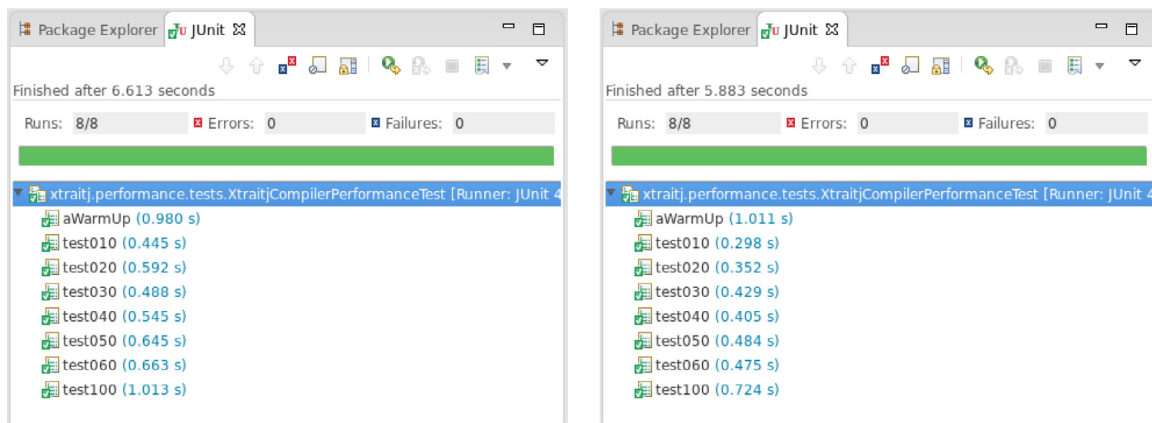 Package Explorer JUnit
Finished after 6.613 seconds
Runs: 8/8 Errors: 0 Failures: 0
xtraitj.performance.tests.XtraitjCompilerPerformanceTest [Runner: JUnit 4
aWarmUp (0.980 s)
test010 (0.445 s)
test020 (0.592 s)
test030 (0.488 s)
test040 (0.545 s)
test050 (0.645 s)
test060 (0.663 s)
test100 (1.013 s)
Package Explorer JUnit
Finished after 5.883 seconds
Runs: 8/8 Errors: 0 Failures: 0
xtraitj.performance.tests.XtraitjCompilerPerformanceTest [Runner: JUnit 4
aWarmUp (1.011 s)
test010 (0.298 s)
test020 (0.352 s)
test030 (0.429 s)
test040 (0.405 s)
test050 (0.484 s)
test060 (0.475 s)
test100 (0.724 s)